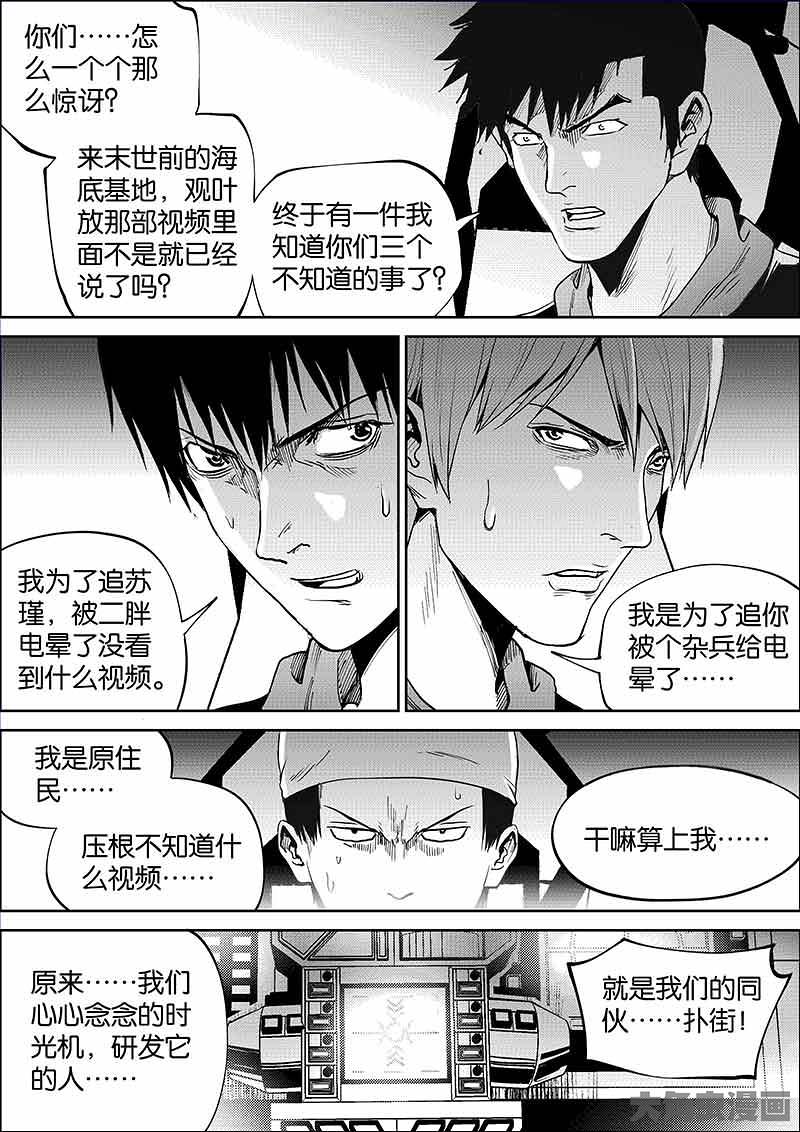 你们……怎
么一个个那
么惊讶？
来末世前的海
底基地，观叶
放那部视频里
面不是就已经
说了吗？
终于有一件我
知道你们三个
不知道的事了？
我为了追苏
瑾，被二胖
电晕了没看
到什么视频。
我是为了追你
被个杂兵给电
晕了……
我是原住
民……
压根不知道什
么视频……
干嘛算上我……
原来……我们
心心念念的时
光机，研发它
的人……
就是我们的同
伙……扑街！